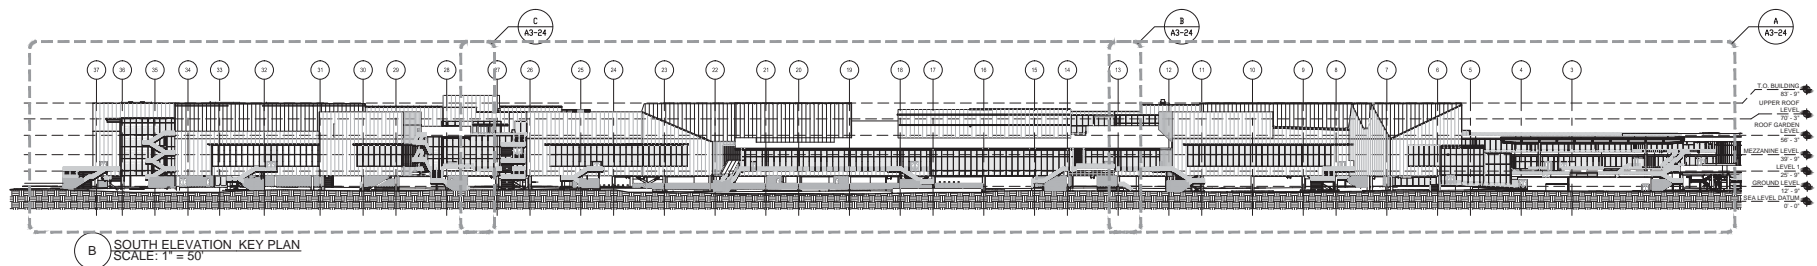 C
A3-24
B
A3-24
A
A3-24
37 36 35 34 33 32 31 30 29 28 27 26 25 24 23 22 21 20 19 18 17 16 15 14 13 12 11 10 9 8 7 6 5 4 3
T.O. BUILDING
83' - 9"
UPPER ROOF
LEVEL
70' - 3"
ROOF GARDEN
LEVEL
56' - 3"
MEZZANINE LEVEL
39' - 9"
LEVEL 1
25' - 9"
GROUND LEVEL
12' - 9"
SEA LEVEL DATUM
0' - 0"
B
SOUTH ELEVATION KEY PLAN
SCALE: 1" = 50'